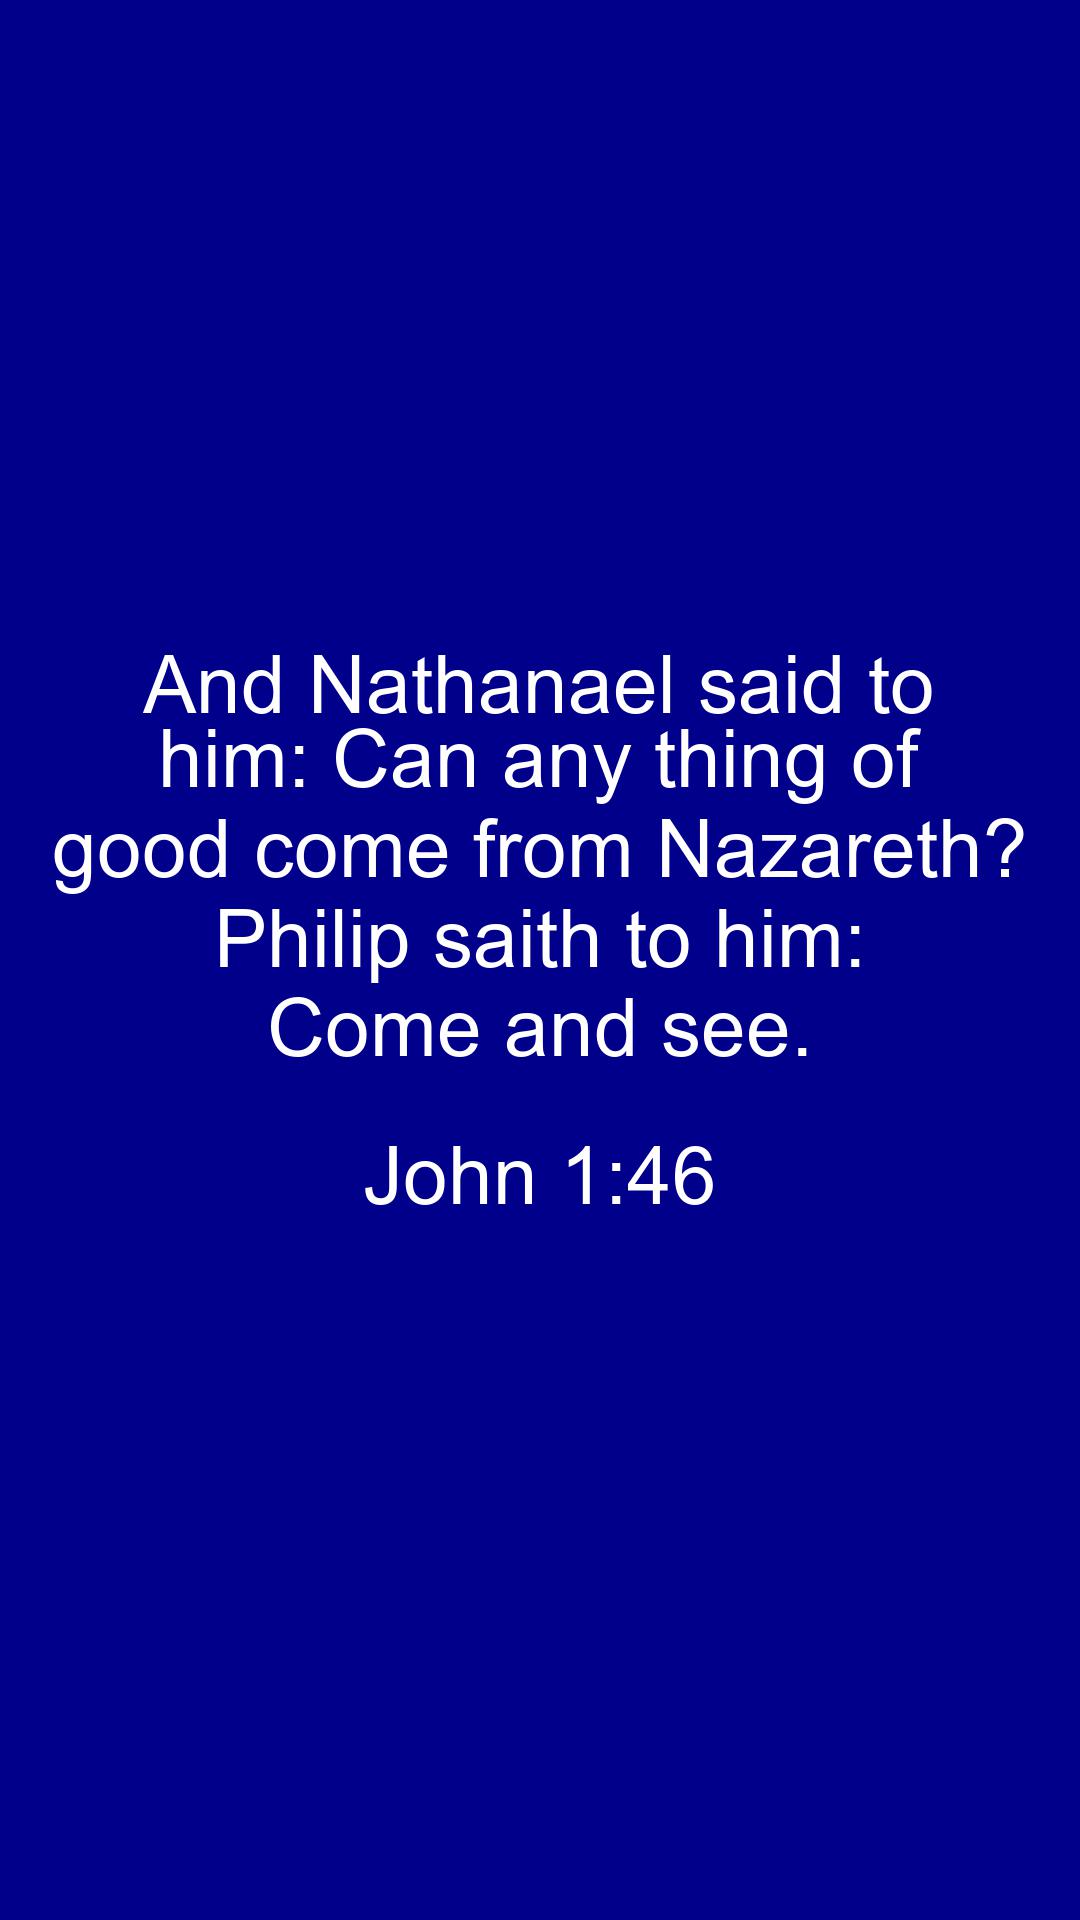 And Nathanael said to
him: Can any thing of
good come from Nazareth?
Philip saith to him:
Come and see.
John 1:46